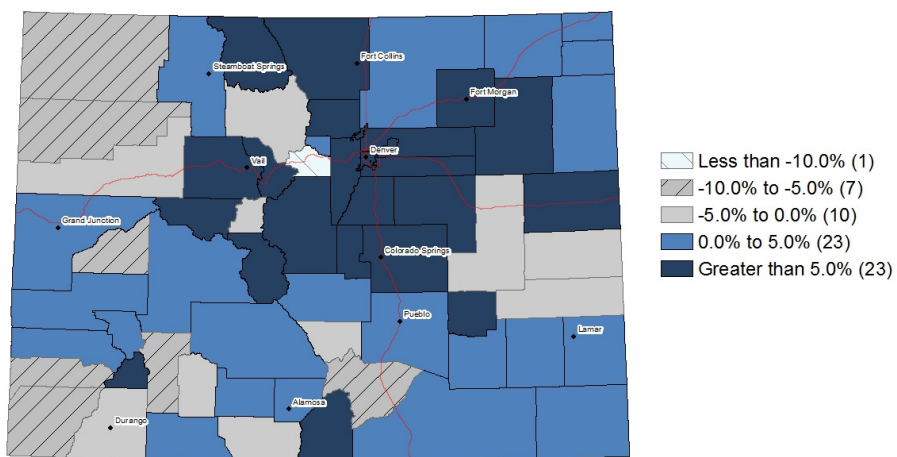 Fort Collins
Steamboat Springs
Fort Morgan
Denver
Vail
Grand Junction
Colorado Springs
Pueblo
Lamar
Alamosa
Durango
Less than -10.0% (1)
-10.0% to -5.0% (7)
-5.0% to 0.0% (10)
0.0% to 5.0% (23)
Greater than 5.0% (23)